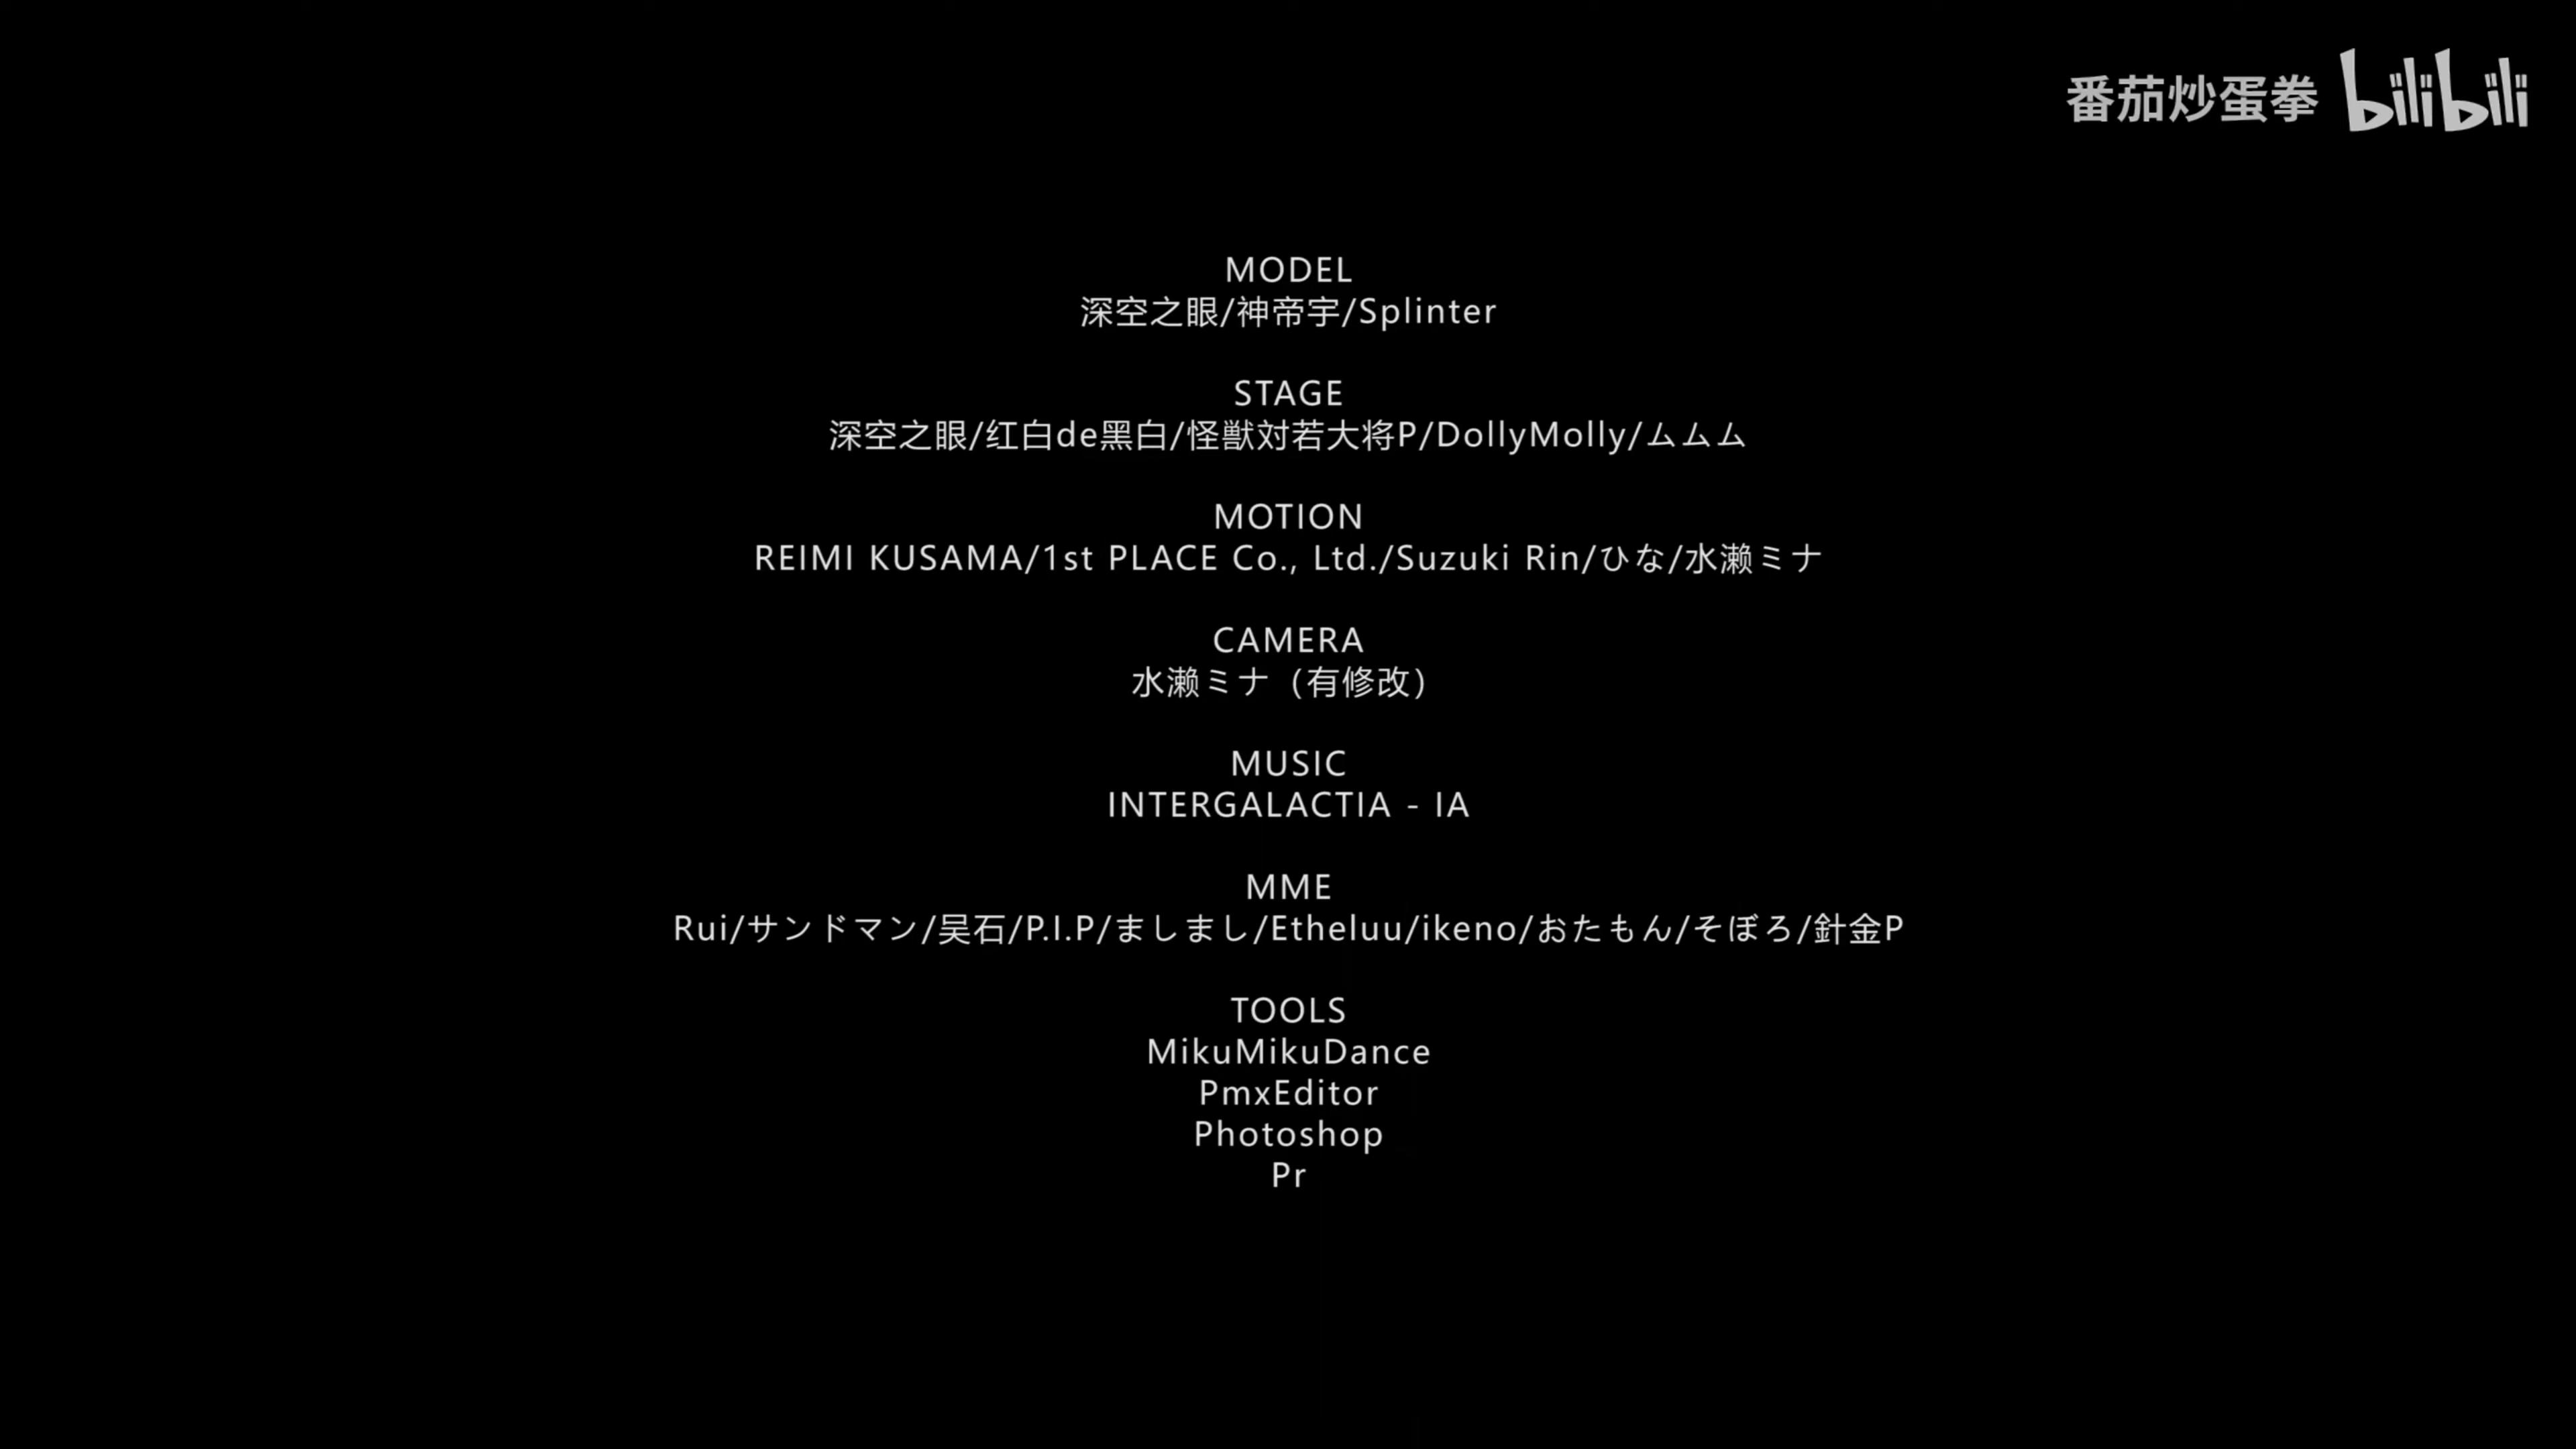 番茄炒蛋拳 bilibili
MODEL
深空之眼/神帝宇/Splinter
STAGE
深空之眼/红白de黑白/怪獣対若大将P/DollyMolly/ムムム
MOTION
REIMI KUSAMA/1st PLACE Co., Ltd./Suzuki Rin/ひな/水濑ミナ
CAMERA
水濑ミナ（有修改）
MUSIC
INTERGALACTIA - IA
MME
Rui/サンドマン/昊石/P.I.P/ましまし/Etheluu/ikeno/おたもん/そぼろ/針金P
TOOLS
MikuMikuDance
PmxEditor
Photoshop
Pr